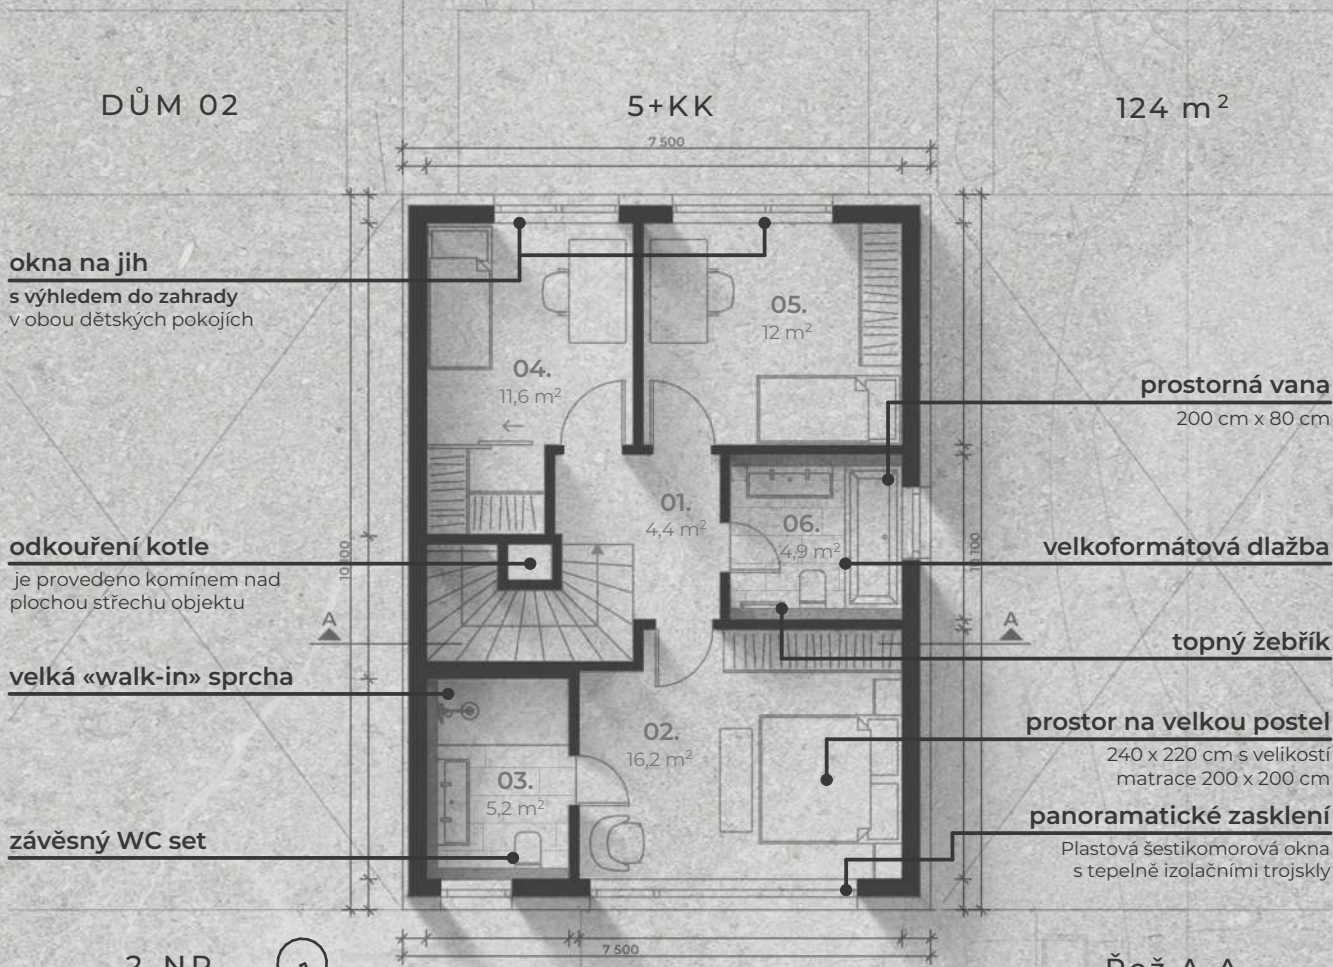 DŮM 02
5+KK
124 m²
7 500
okna na jih
s výhledem do zahrady
v obou dětských pokojích
05.
12 m²
04.
11,6 m²
prostorná vana
200 cm x 80 cm
01.
4,4 m²
06.
4,9 m²
odkouření kotle
je provedeno komínem nad
plochou střechu objektu
10 100
10 100
velkoformátová dlažba
A
A
topný žebřík
velká «walk-in» sprcha
02.
16,2 m²
prostor na velkou postel
240 x 220 cm s velikostí
matrace 200 x 200 cm
03.
5,2 m²
panoramatické zasklení
Plastová šestikomorová okna
s tepelně izolačními trojskly
závěsný WC set
7 500
2. NP
Řež A-A